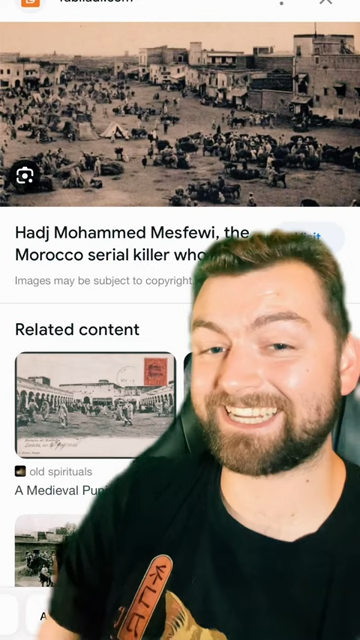 Hadj Mohammed Mesfewi, the
Visit
Morocco serial killer who
Images may be subject to copyright
Related content
old spirituals
A Medieval